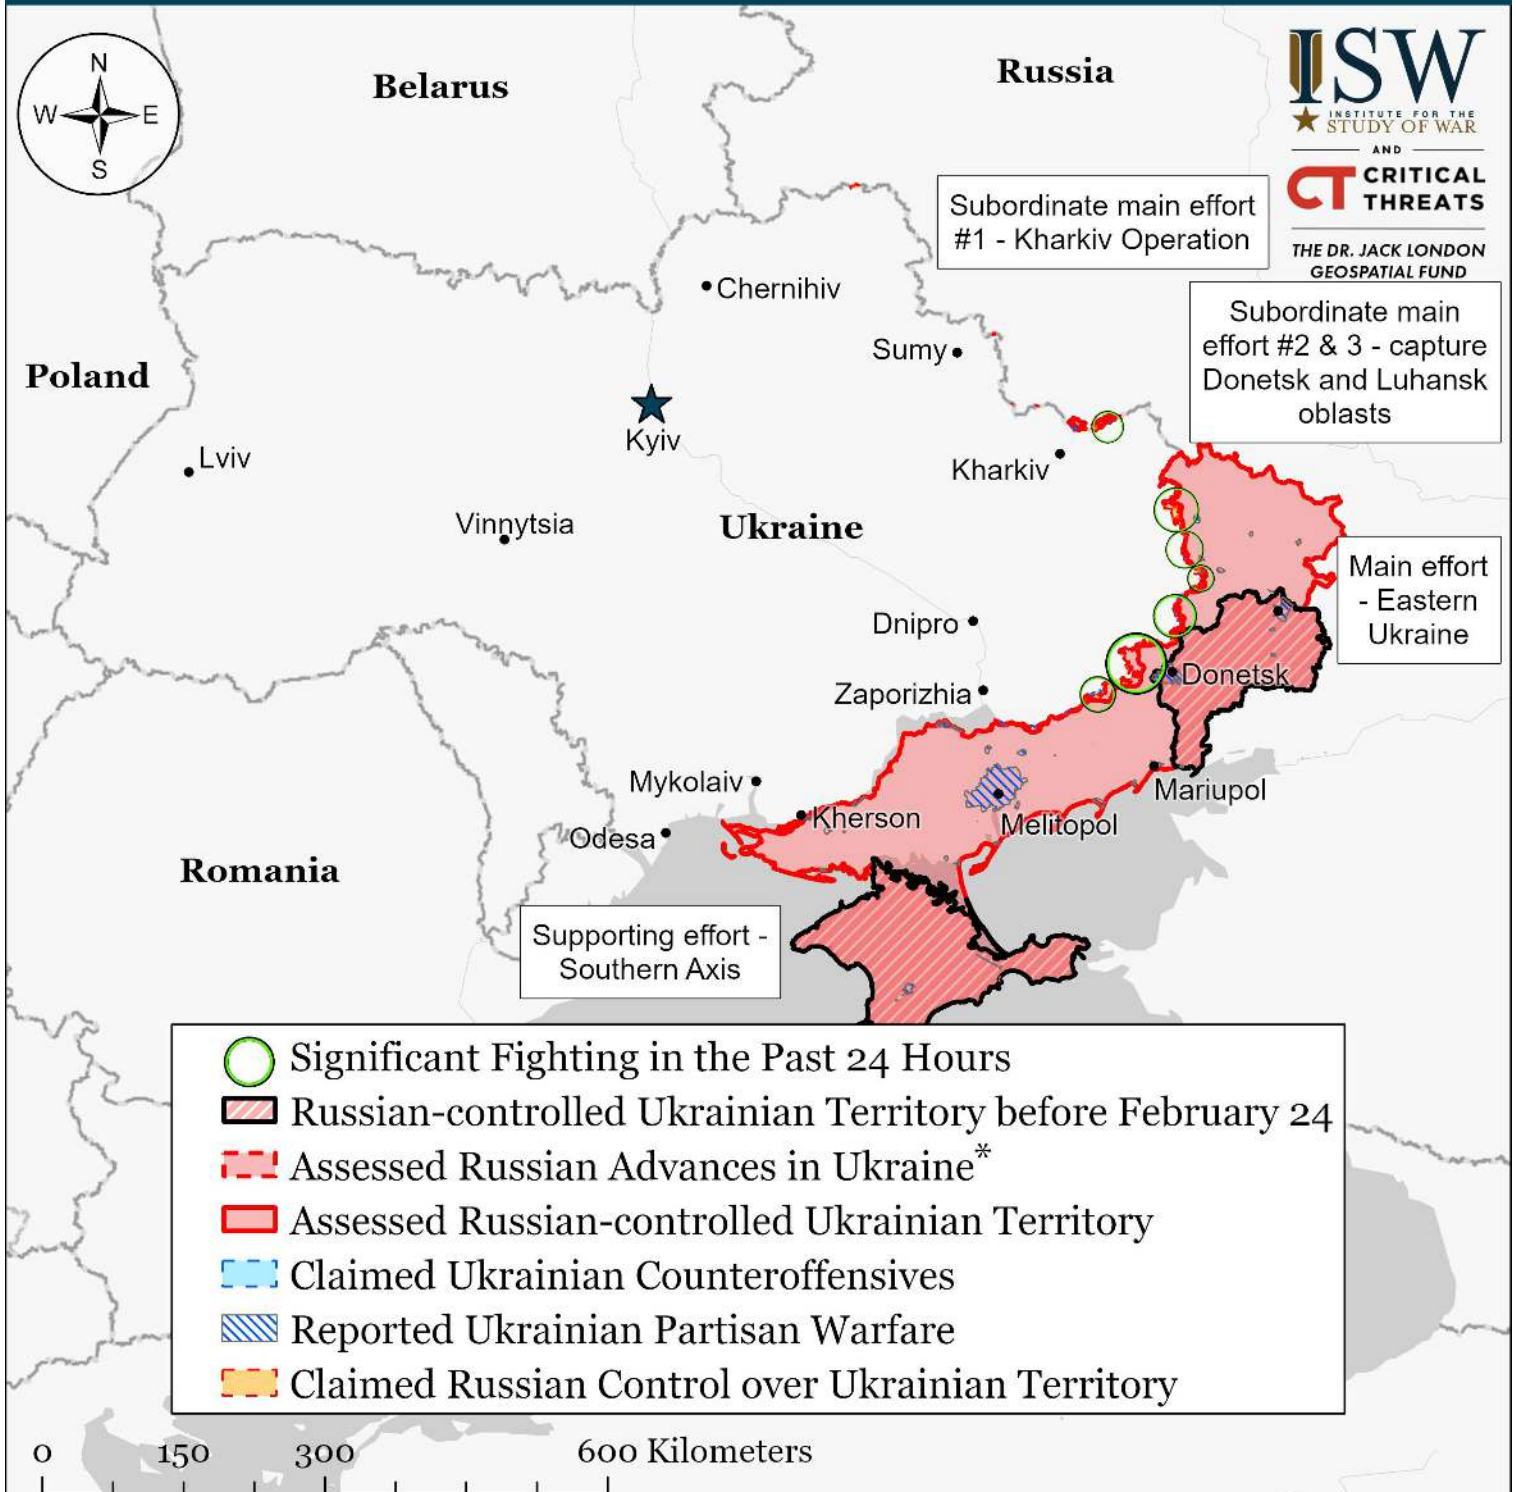 N
W
E
S
Belarus
Russia
ISW
INSTITUTE FOR THE
STUDY OF WAR
AND
CT CRITICAL
THREATS
THE DR. JACK LONDON
GEOSPATIAL FUND
Subordinate main effort
#1 - Kharkiv Operation
Subordinate main
effort #2 & 3 - capture
Donetsk and Luhansk
oblasts
Chernihiv
Sumy
Poland
Kyiv
Lviv
Kharkiv
Vinnytsia
Ukraine
Main effort
- Eastern
Ukraine
Dnipro
Donetsk
Zaporizhia
Mykolaiv
Mariupol
Kherson
Melitopol
Odesa
Romania
Supporting effort -
Southern Axis
Significant Fighting in the Past 24 Hours
Russian-controlled Ukrainian Territory before February 24
Assessed Russian Advances in Ukraine*
Assessed Russian-controlled Ukrainian Territory
Claimed Ukrainian Counteroffensives
Reported Ukrainian Partisan Warfare
Claimed Russian Control over Ukrainian Territory
0 150 300 600 Kilometers